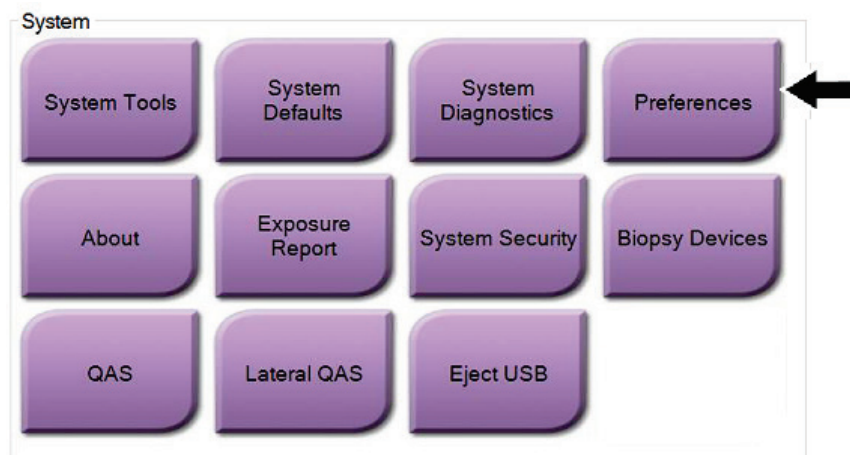 System
System Tools
System
Defaults
System
Diagnostics
Preferences
About
Exposure
Report
System Security
Biopsy Devices
QAS
Lateral QAS
Eject USB